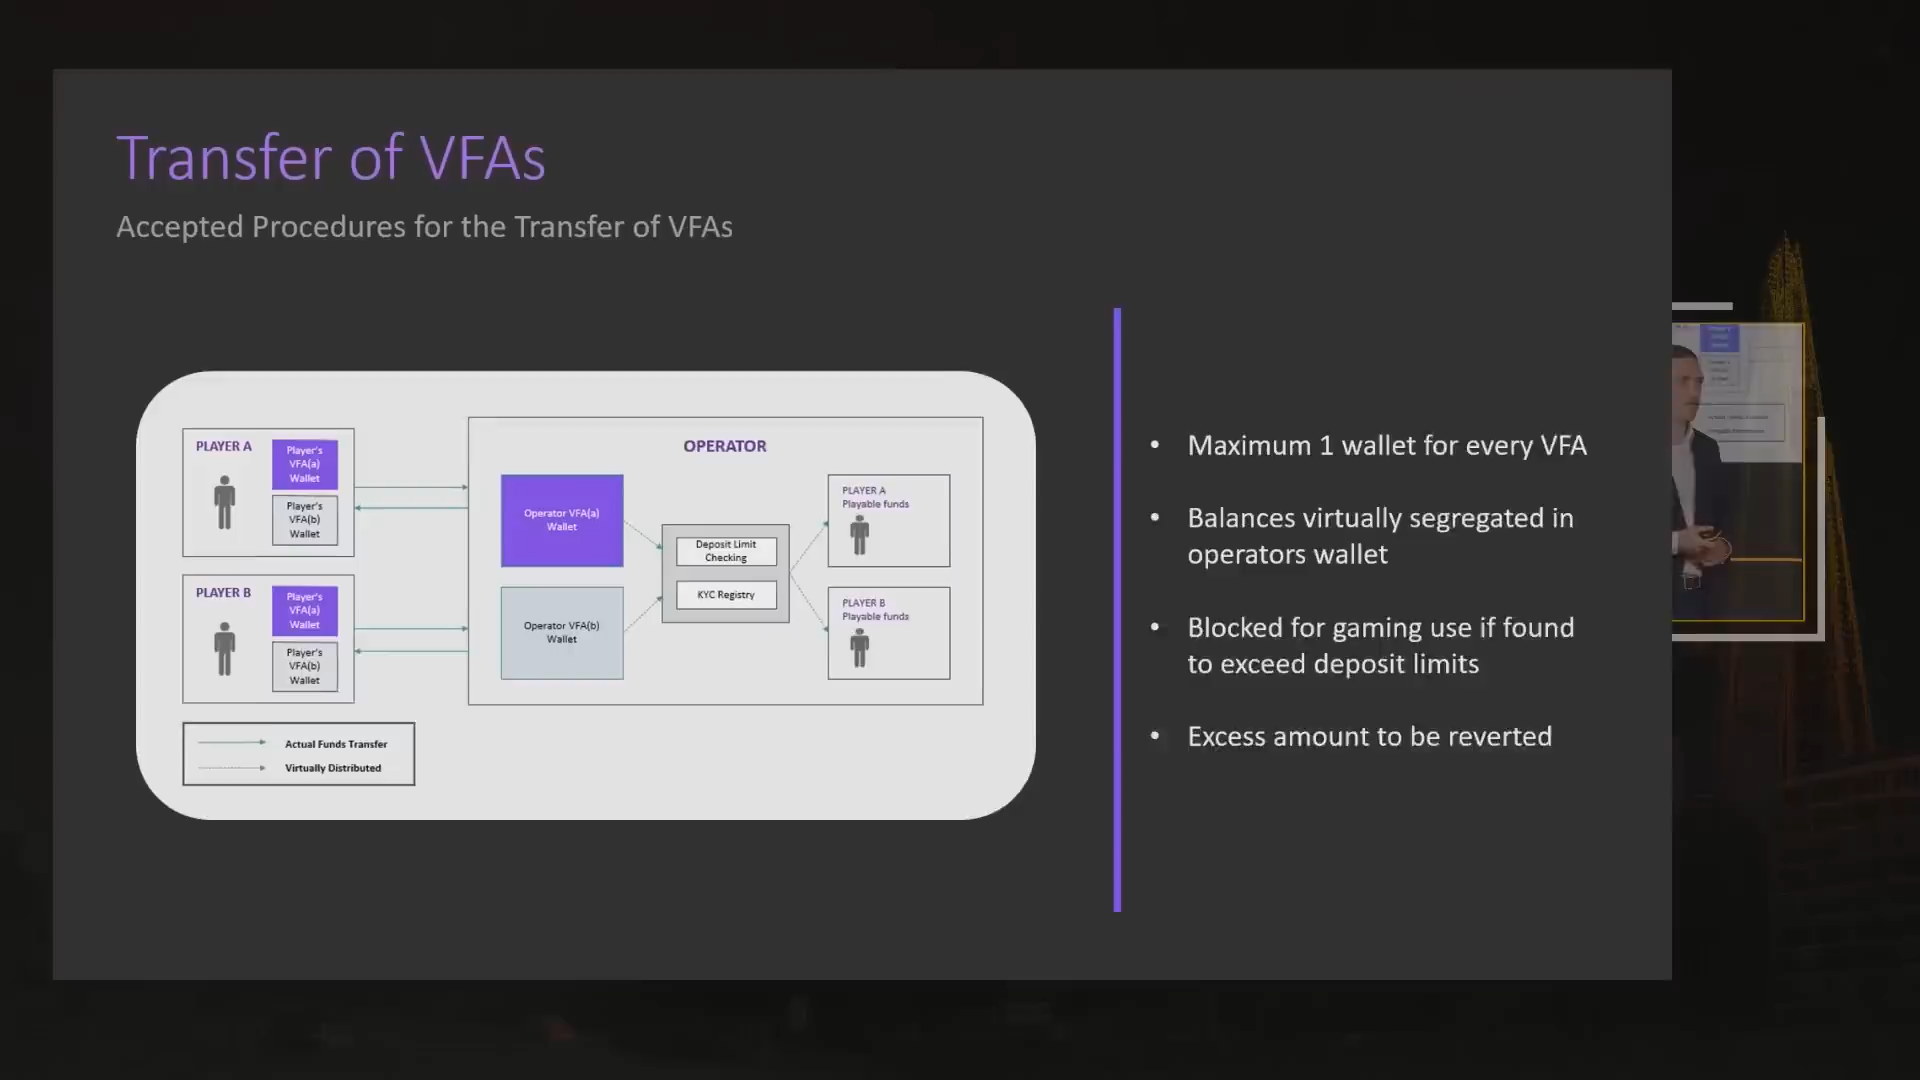 Transfer of VFAs
Accepted Procedures for the Transfer of VFAs
PLAYER A
Player's
VFA(a)
Wallet
Player's
VFA(b)
Wallet
PLAYER B
Player's
VFA(a)
Wallet
Player's
VFA(b)
Wallet
OPERATOR
Operator VFA(a)
Wallet
Operator VFA(b)
Wallet
Deposit Limit
Checking
KYC Registry
PLAYER A
Playable funds
PLAYER B
Playable funds
Actual Funds Transfer
Virtually Distributed
• Maximum 1 wallet for every VFA
• Balances virtually segregated in
operators wallet
• Blocked for gaming use if found
to exceed deposit limits
• Excess amount to be reverted